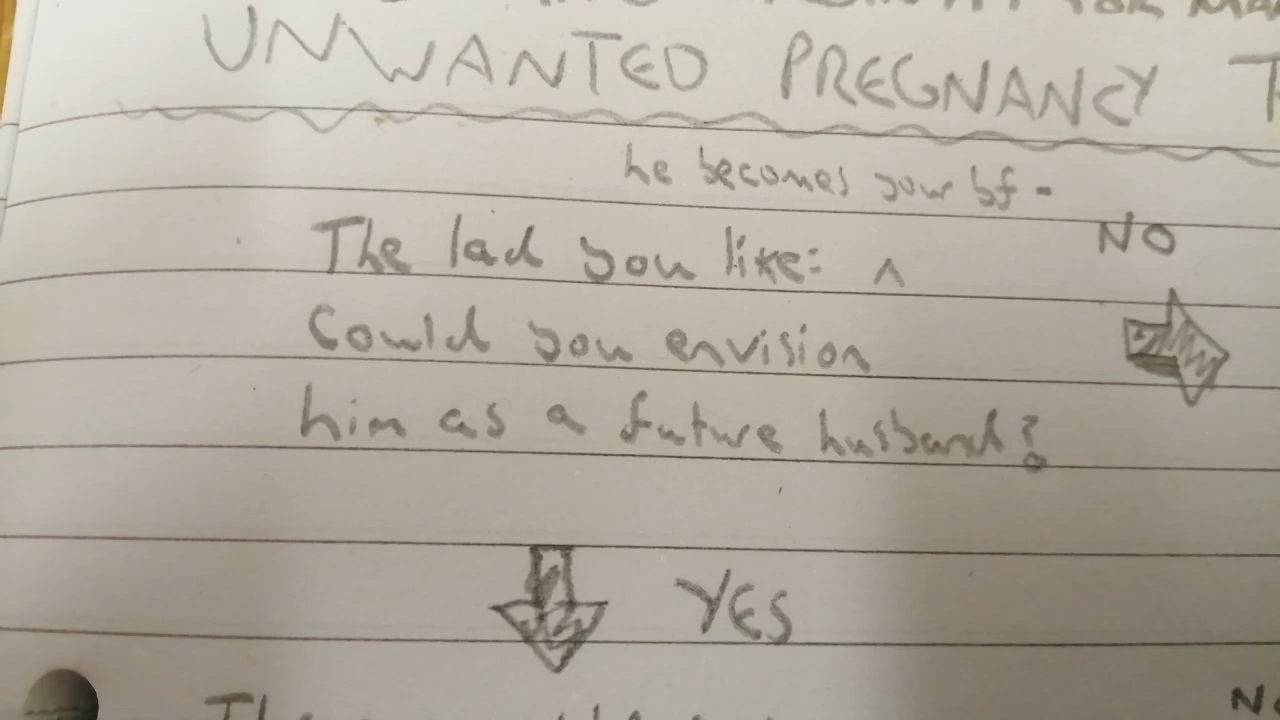 FOR
UNWANTED PREGNANCY
he becomes your bf -
The lad you like: ^
NO
Could you envision
him as a future husband?
YES